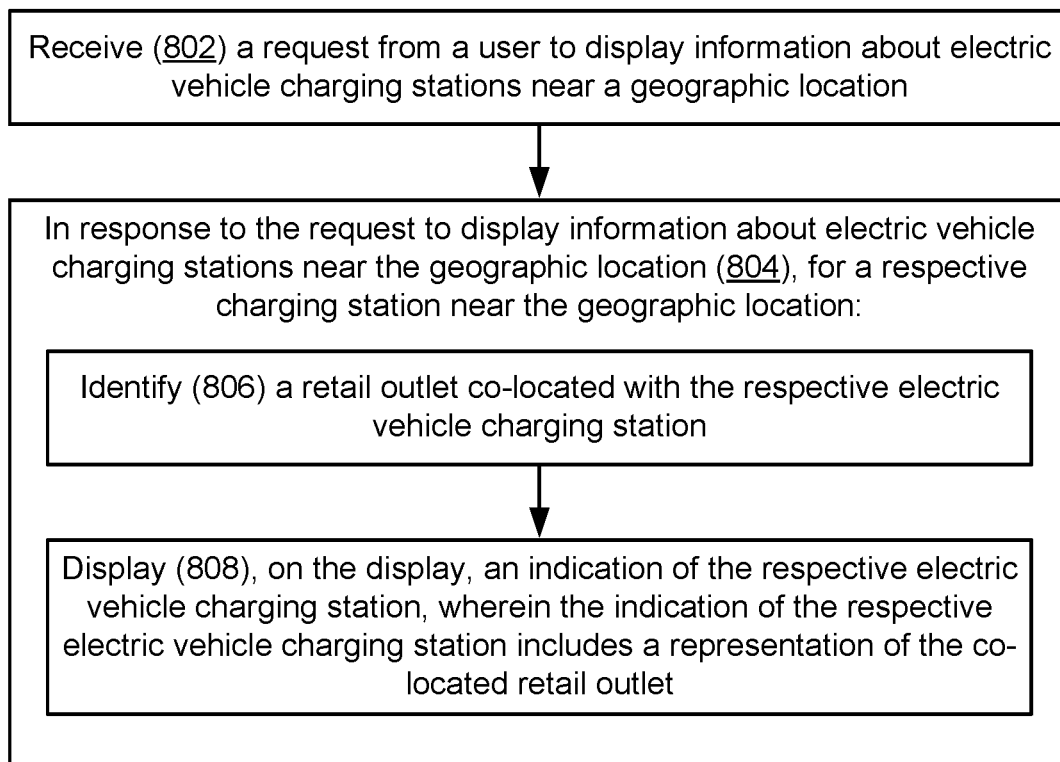 Receive (802) a request from a user to display information about electric
vehicle charging stations near a geographic location
In response to the request to display information about electric vehicle
charging stations near the geographic location (804), for a respective
charging station near the geographic location:
Identify (806) a retail outlet co-located with the respective electric
vehicle charging station
Display (808), on the display, an indication of the respective electric
vehicle charging station, wherein the indication of the respective
electric vehicle charging station includes a representation of the co-
located retail outlet